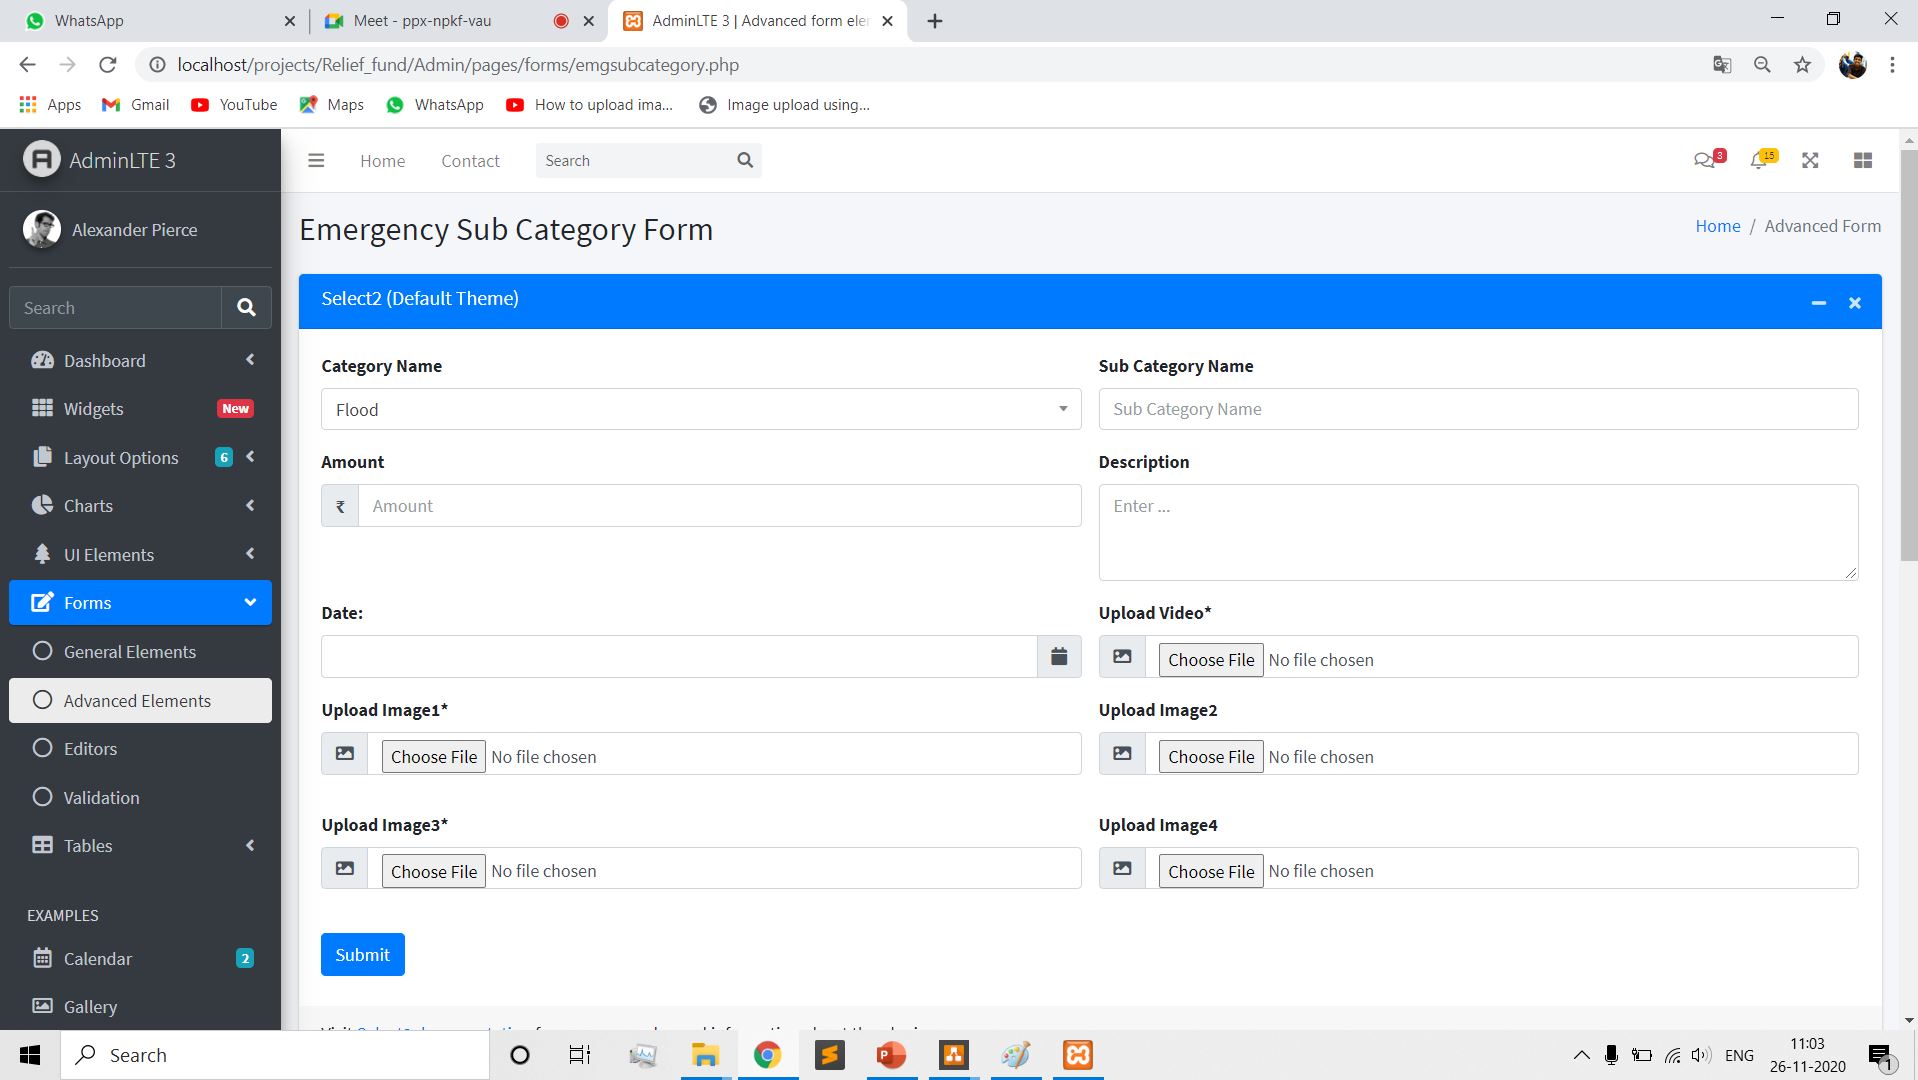 WhatsApp
Meet - ppx-npkf-vau
AdminLTE 3 | Advanced form ele
localhost/projects/Relief_fund/Admin/pages/forms/emgsubcategory.php
Apps Gmail YouTube Maps WhatsApp How to upload ima... Image upload using...
AdminLTE 3
Home Contact Search 3 15
Alexander Pierce
Emergency Sub Category Form
Home / Advanced Form
Search
Select2 (Default Theme)
Dashboard
Widgets New
Layout Options 6
Charts
UI Elements
Forms
General Elements
Advanced Elements
Editors
Validation
Tables
EXAMPLES
Calendar 2
Gallery
Category Name
Flood
Sub Category Name
Sub Category Name
Amount
₹ Amount
Description
Enter ...
Date:
Upload Video*
Choose File No file chosen
Upload Image1*
Choose File No file chosen
Upload Image2
Choose File No file chosen
Upload Image3*
Choose File No file chosen
Upload Image4
Choose File No file chosen
Submit
Search
ENG
11:03
26-11-2020
1